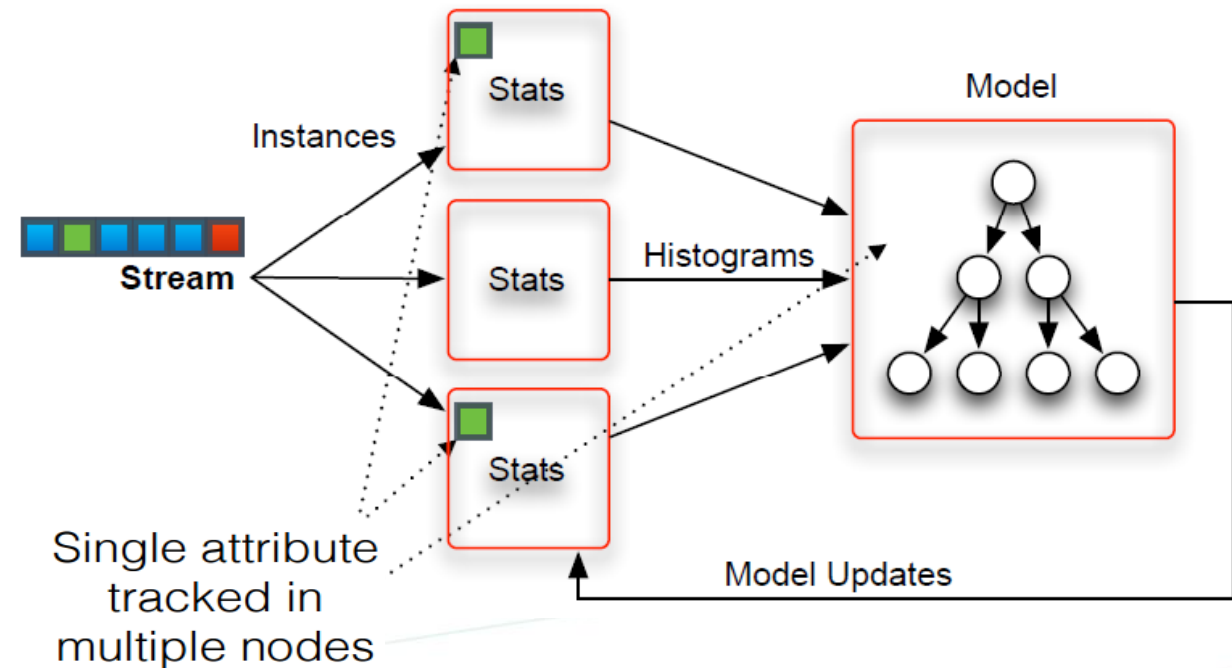 Stats
Model
Instances
Stream
Stats
Histograms
Stats
Single attribute
tracked in
multiple nodes
Model Updates